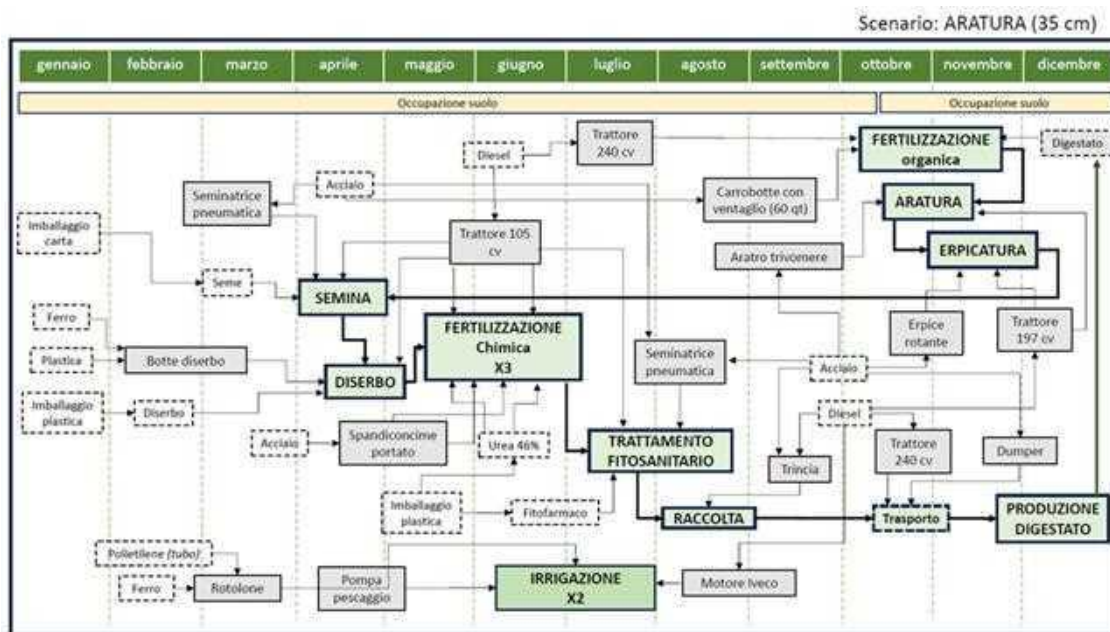 Scenario: ARATURA (35 cm)
gennaio febbraio marzo aprile maggio giugno luglio agosto settembre ottobre novembre dicembre
Occupazione suolo
Occupazione suolo
Trattore
240 cv
FERTILIZZAZIONE
organica
Digestato
Diesel
Acciaio
Seminatrice
pneumatica
Carrobotte con
ventaglio (60 qt)
ARATURA
Imballaggio
carta
Trattore 105
cv
Aratro trivomere
ERPICATURA
Seme
SEMINA
Ferro
FERTILIZZAZIONE
Chimica
X3
Erpice
rotante
Trattore
197 cv
Plastica
Botte diserbo
Seminatrice
pneumatica
Acciaio
DISERBO
Imballaggio
plastica
Diserbo
Diesel
Acciaio
Spandiconcime
portato
Urea 46%
TRATTAMENTO
FITOSANITARIO
Trattore
240 cv
Dumper
Trincia
Imballaggio
plastica
Fitofarmaco
RACCOLTA
Trasporto
PRODUZIONE
DIGESTATO
Polietilene (tubo)
Ferro
Rotolone
Pompa
pescaggio
IRRIGAZIONE
X2
Motore Iveco